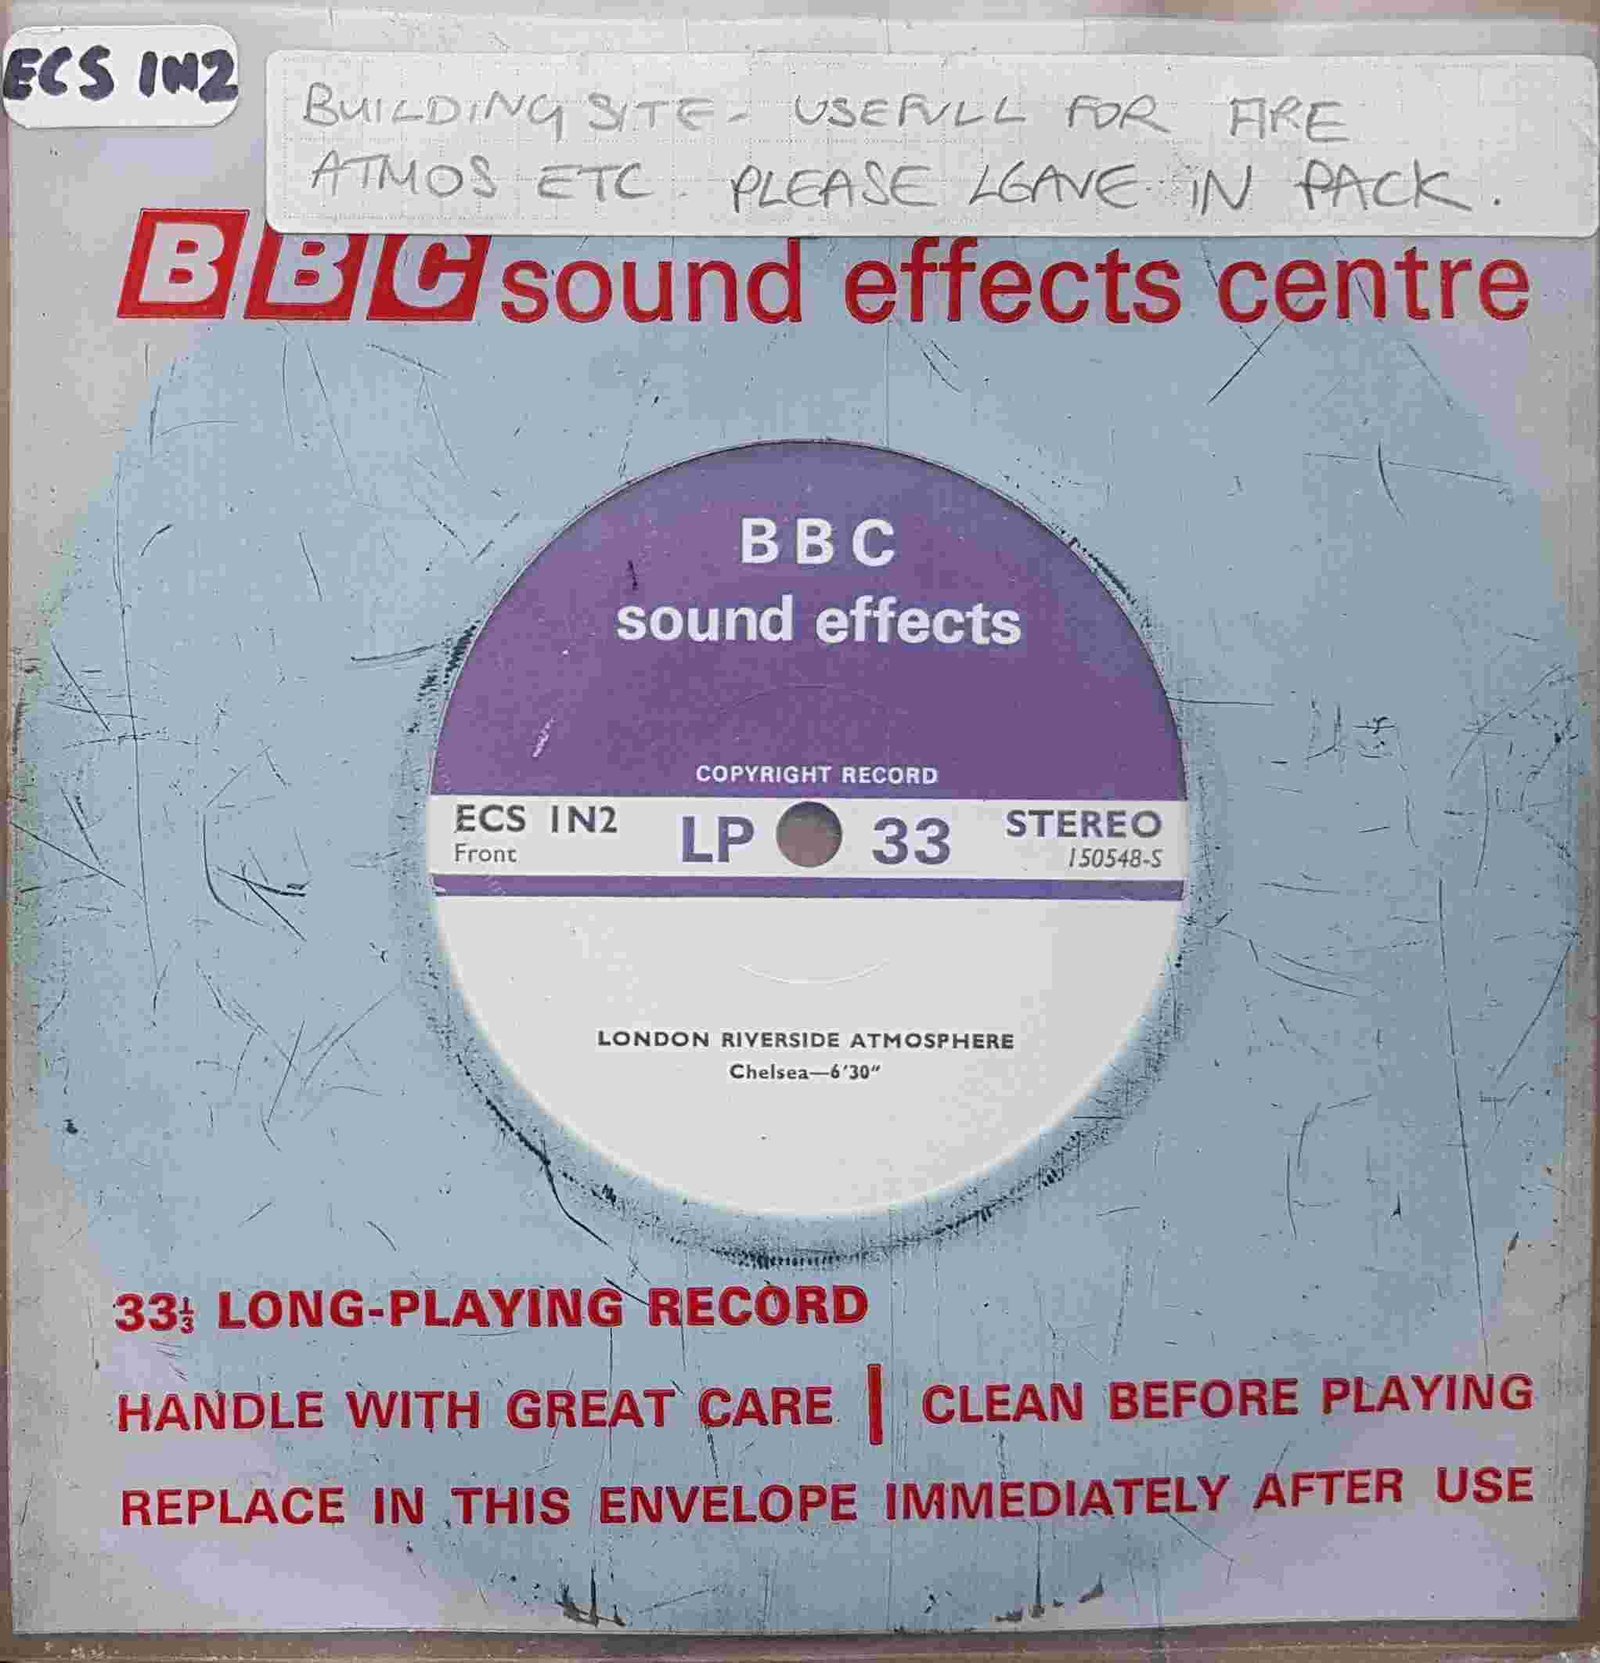 ECS 1N2
BUILDING SITE - USEFULL FOR FIRE
ATMOS ETC. PLEASE LEAVE IN PACK.
BBC sound effects centre
BBC
sound effects
COPYRIGHT RECORD
ECS 1N2
Front
LP 33
STEREO
150548-S
LONDON RIVERSIDE ATMOSPHERE
Chelsea—6'30"
33⅓ LONG-PLAYING RECORD
HANDLE WITH GREAT CARE | CLEAN BEFORE PLAYING
REPLACE IN THIS ENVELOPE IMMEDIATELY AFTER USE